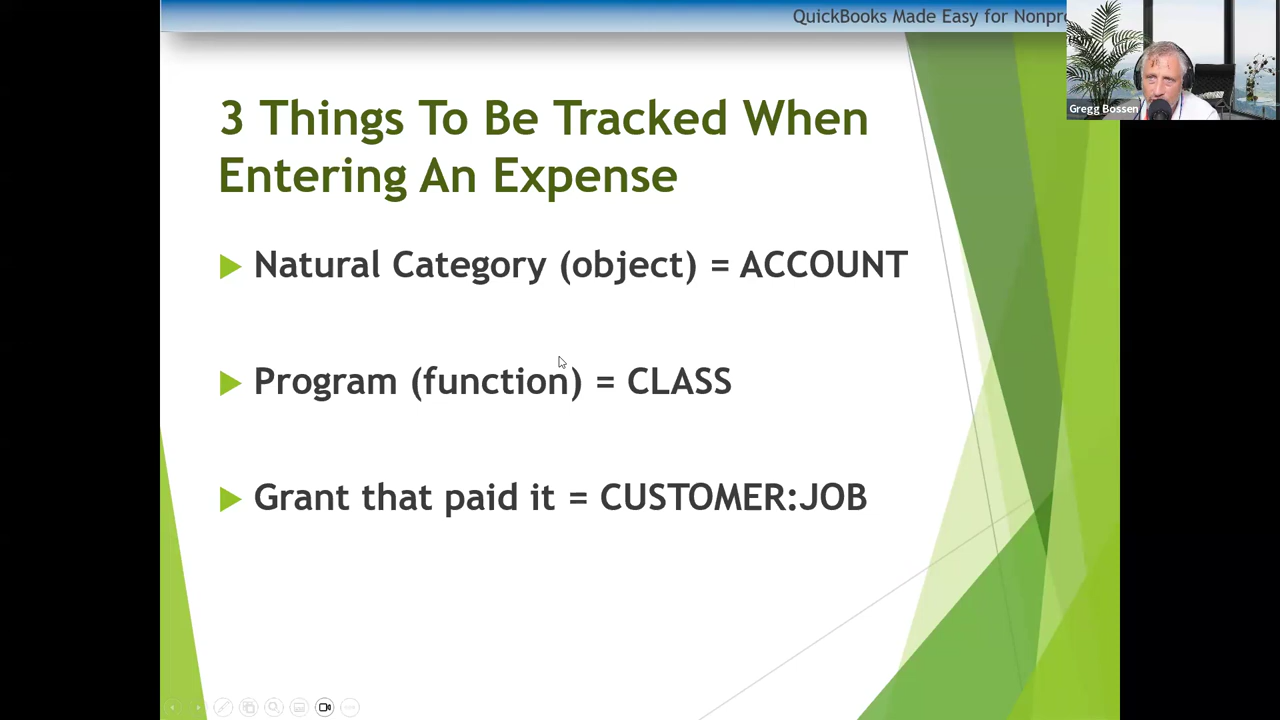 QuickBooks Made Easy for
Gregg Bossen
3 Things To Be Tracked When
Entering An Expense
Natural Category (object) = ACCOUNT
Program (function) = CLASS
Grant that paid it = CUSTOMER:JOB